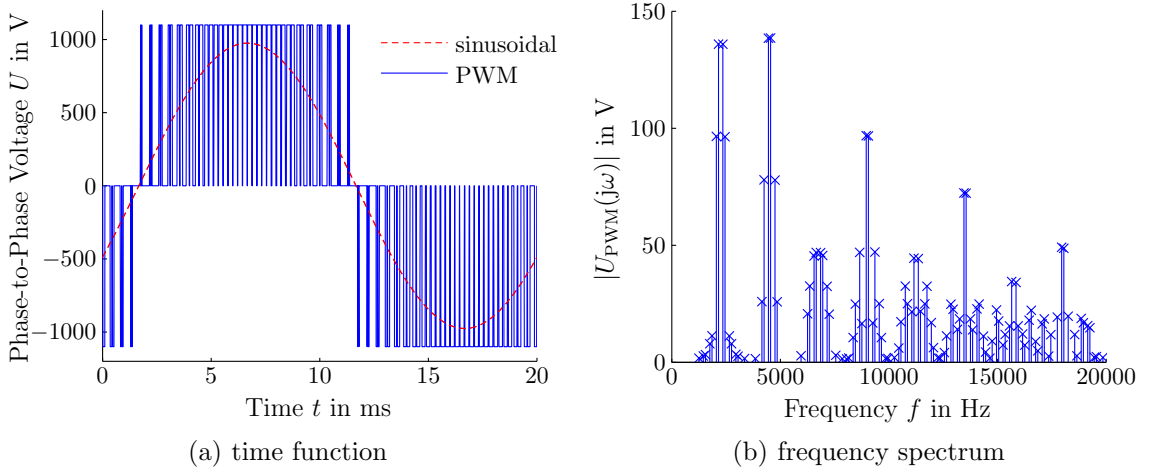 Phase-to-Phase Voltage U in V
1000
500
0
−500
−1000
sinusoidal
PWM
0 5 10 15 20
Time t in ms
(a) time function
|U_PWM(jω)| in V
150
100
50
0
0 5000 10000 15000 20000
Frequency f in Hz
(b) frequency spectrum